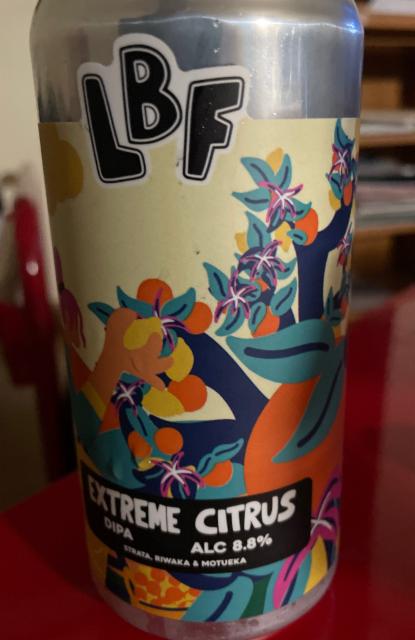 LBF
EXTREME CITRUS
DIPA ALC 8.8%
STRATA, RIWAKA & MOTUEKA